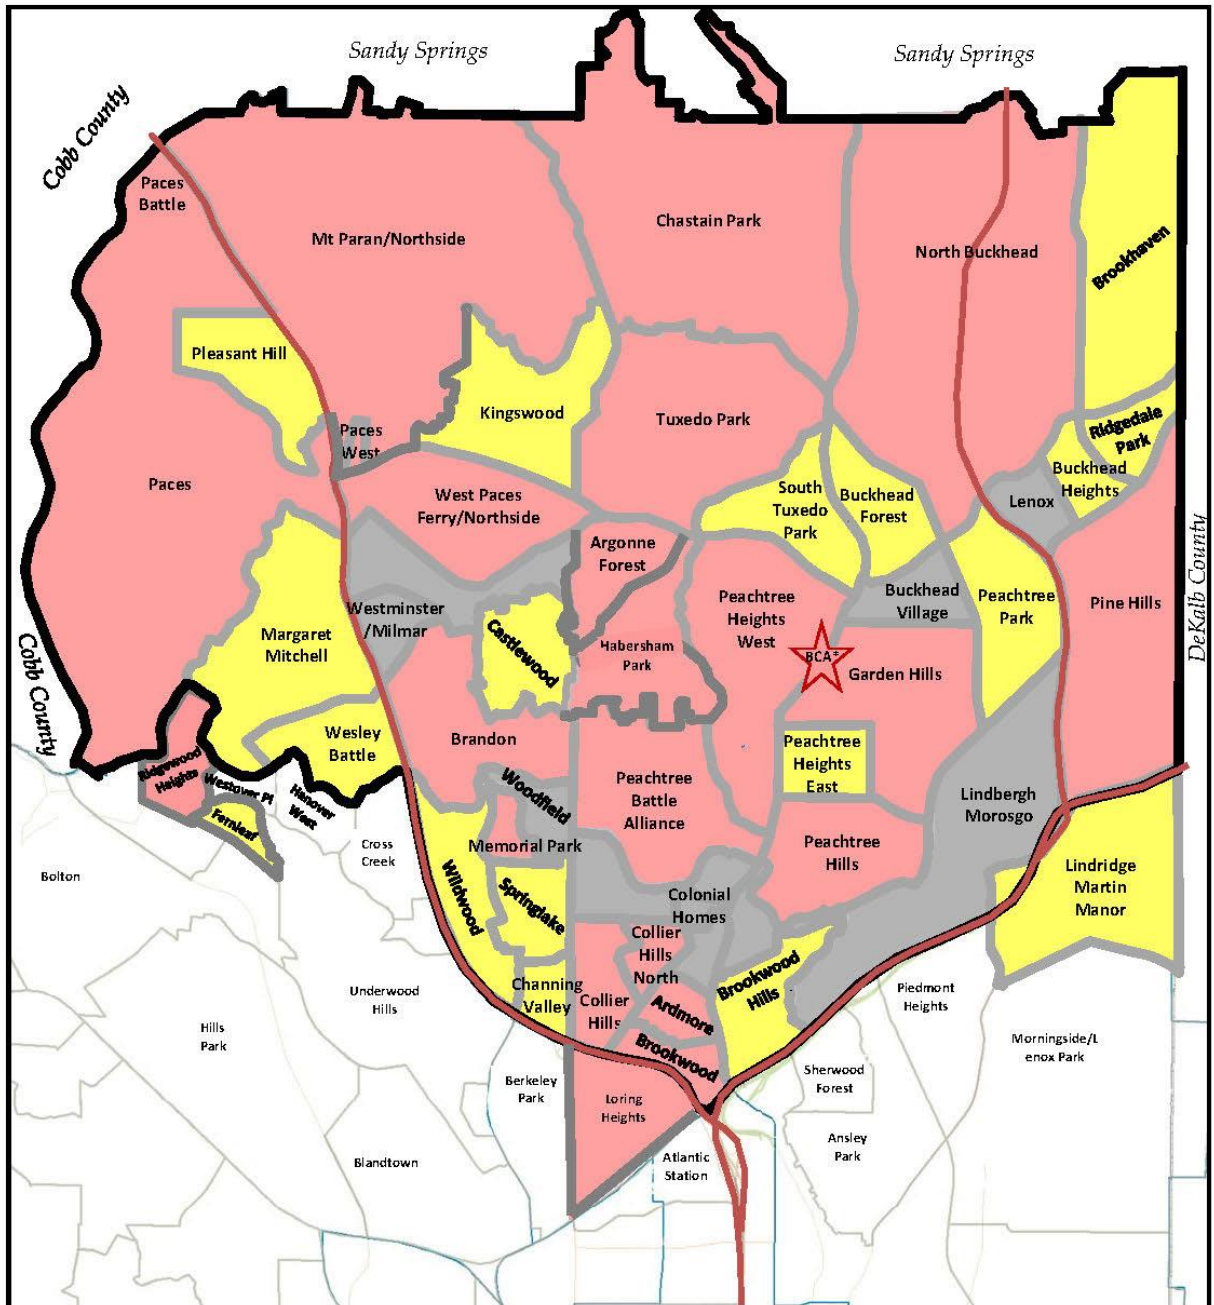 Sandy Springs
Sandy Springs
Cobb County
Paces
Battle
Mt Paran/Northside
Chastain Park
North Buckhead
Brookhaven
Pleasant Hill
Kingswood
Tuxedo Park
Paces
West
Ridgedale
Park
Buckhead
Heights
Paces
West Paces
Ferry/Northside
South
Tuxedo
Park
Buckhead
Forest
Lenox
Argonne
Forest
DeKalb County
Westminster
/Milmar
Peachtree
Heights
West
Buckhead
Village
Peachtree
Park
Pine Hills
Margaret
Mitchell
Castlewood
Habersham
Park
BCA*
Garden Hills
Cobb County
Wesley
Battle
Brandon
Peachtree
Heights
East
Ridgewood
Heights
Westover Pl
Hanover
West
Fernleaf
Woodfield
Peachtree
Battle
Alliance
Lindbergh
Morosgo
Cross
Creek
Memorial Park
Peachtree
Hills
Lindridge
Martin
Manor
Bolton
Wildwood
Springlake
Colonial
Homes
Collier
Hills
North
Brookwood
Hills
Channing
Valley
Collier
Hills
Ardmore
Underwood
Hills
Piedmont
Heights
Hills
Park
Brookwood
Morningside/L
enox Park
Berkeley
Park
Loring
Heights
Sherwood
Forest
Blandtown
Atlantic
Station
Ansley
Park